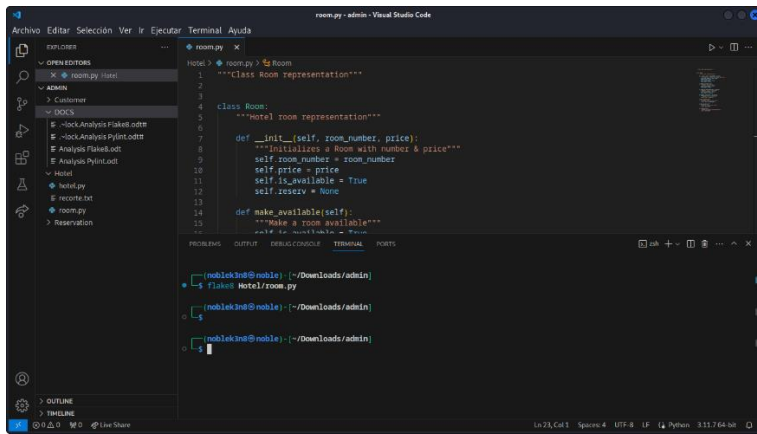 room.py - admin - Visual Studio Code
Archivo Editar Selección Ver Ir Ejecutar Terminal Ayuda
EXPLORER
OPEN EDITORS
room.py Hotel
ADMIN
Customer
DOCS
.~lock.Analysis Flake8.odt#
.~lock.Analysis Pylint.odt#
Analysis Flake8.odt
Analysis Pylint.odt
Hotel
hotel.py
recorte.txt
room.py
Reservation
OUTLINE
TIMELINE
room.py
Hotel > room.py > Room
1 """Class Room representation"""
2
3
4 class Room:
5 """Hotel room representation"""
6
7 def __init__(self, room_number, price):
8 """Initializes a Room with number & price"""
9 self.room_number = room_number
10 self.price = price
11 self.is_available = True
12 self.reserv = None
13
14 def make_available(self):
15 """Make a room available"""
self.is_available = True
PROBLEMS OUTPUT DEBUG CONSOLE TERMINAL PORTS
zsh
(noblek3n8㉿noble)-[~/Downloads/admin]
$ flake8 Hotel/room.py
(noblek3n8㉿noble)-[~/Downloads/admin]
$
(noblek3n8㉿noble)-[~/Downloads/admin]
$
0 0 0 Live Share
Ln 23, Col 1 Spaces: 4 UTF-8 LF Python 3.11.7 64-bit